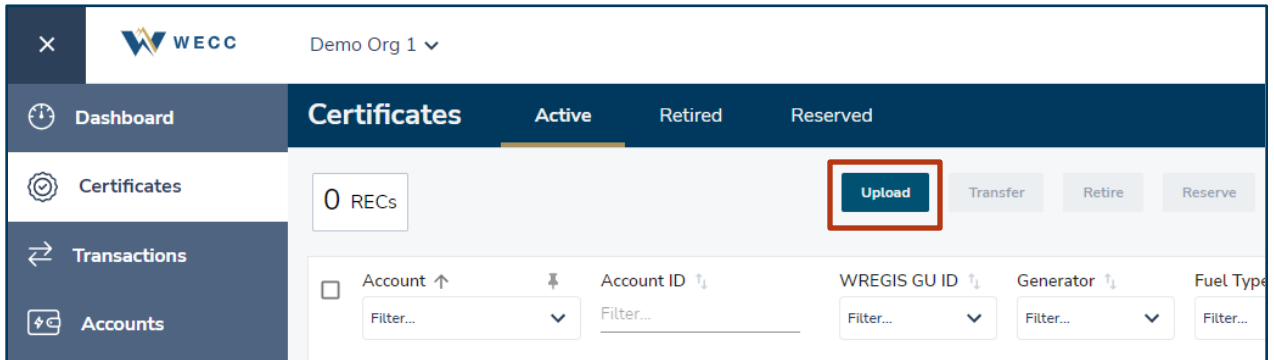 WECC
Demo Org 1
Dashboard
Certificates
Transactions
Accounts
Certificates Active Retired Reserved
0 RECs
Upload Transfer Retire Reserve
Account Account ID WREGIS GU ID Generator Fuel Type
Filter... Filter... Filter... Filter... Filter...